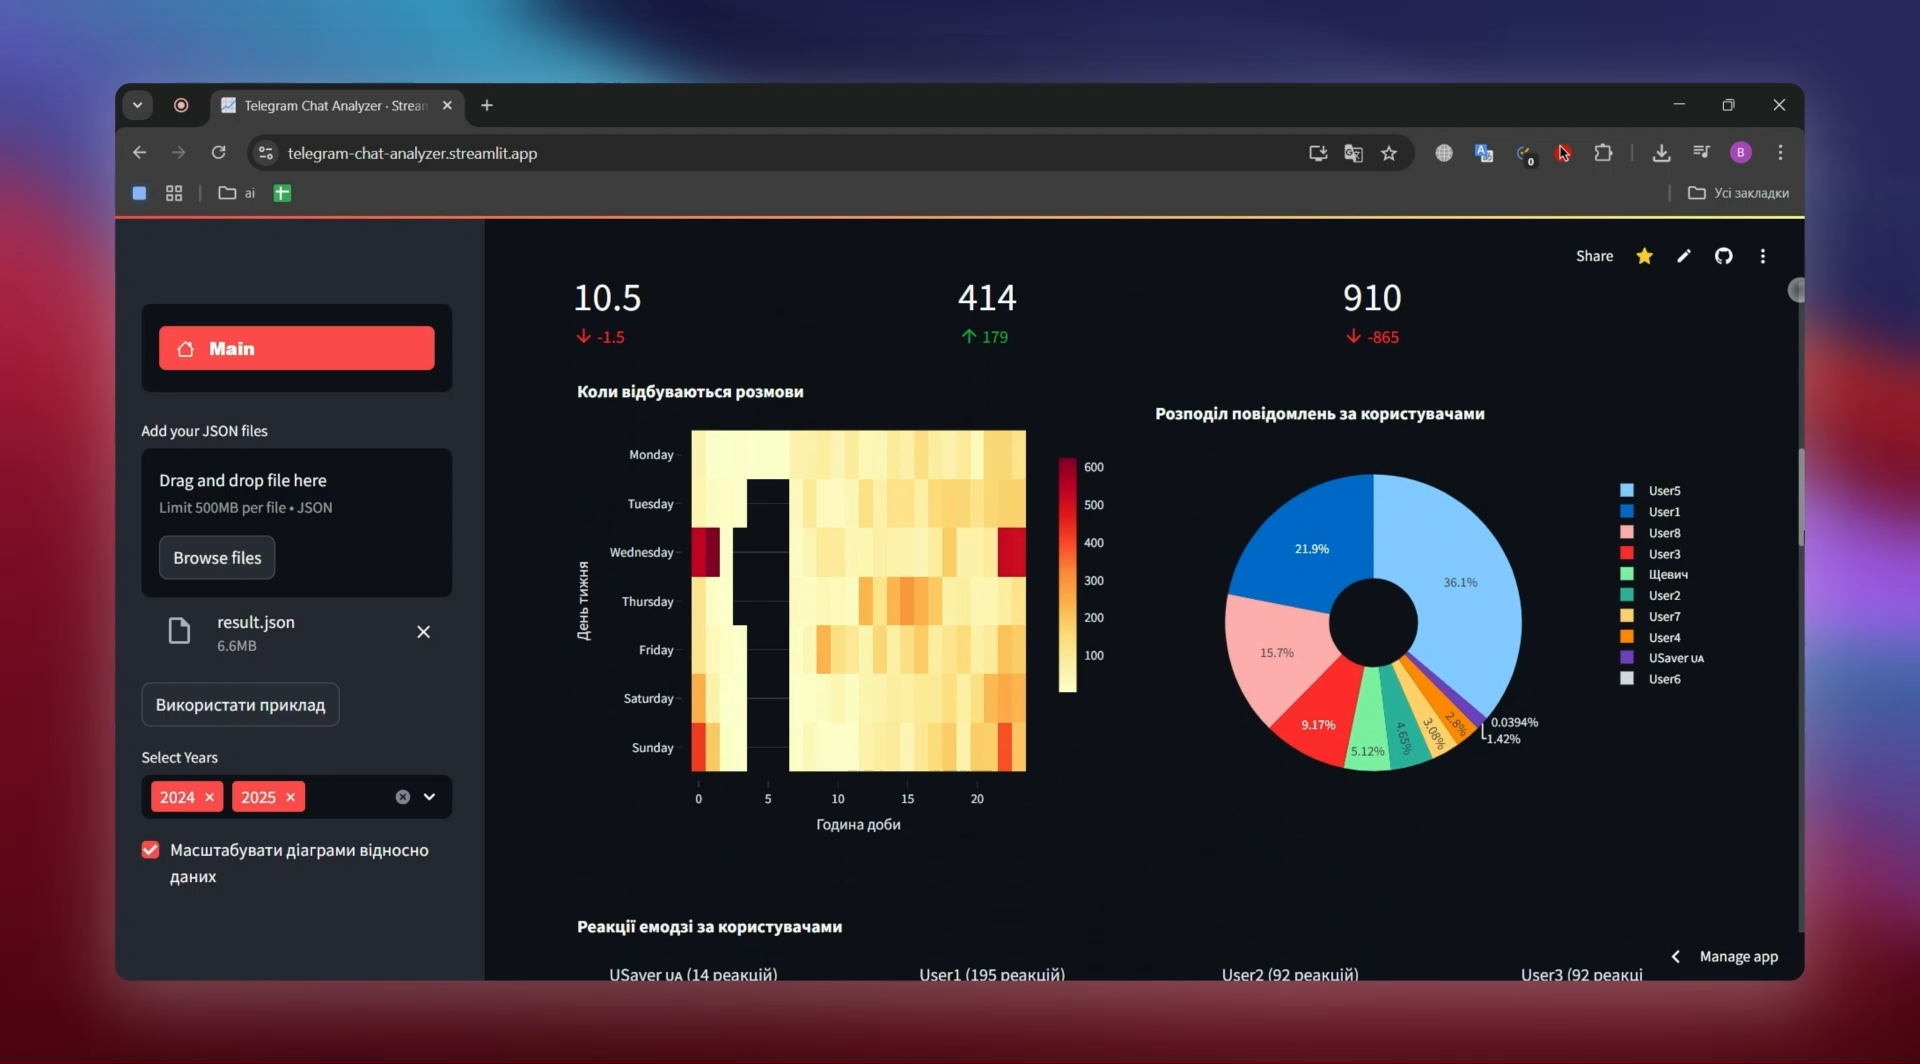 Telegram Chat Analyzer · Strean
telegram-chat-analyzer.streamlit.app
0
B
ai
Усі закладки
Share
Main
Add your JSON files
Drag and drop file here
Limit 500MB per file • JSON
Browse files
result.json
6.6MB
Використати приклад
Select Years
2024
2025
Масштабувати діаграми відносно
даних
10.5
-1.5
414
179
910
-865
Коли відбуваються розмови
День тижня
Monday
Tuesday
Wednesday
Thursday
Friday
Saturday
Sunday
0
5
10
15
20
Година доби
600
500
400
300
200
100
Розподіл повідомлень за користувачами
36.1%
21.9%
15.7%
9.17%
5.12%
4.65%
3.08%
2.8%
1.42%
0.0394%
User5
User1
User8
User3
Щевич
User2
User7
User4
USaver ᴜᴀ
User6
Реакції емодзі за користувачами
USaver ᴜᴀ (14 реакцій)
User1 (195 реакцій)
User2 (92 реакцій)
User3 (92 реакці
Manage app